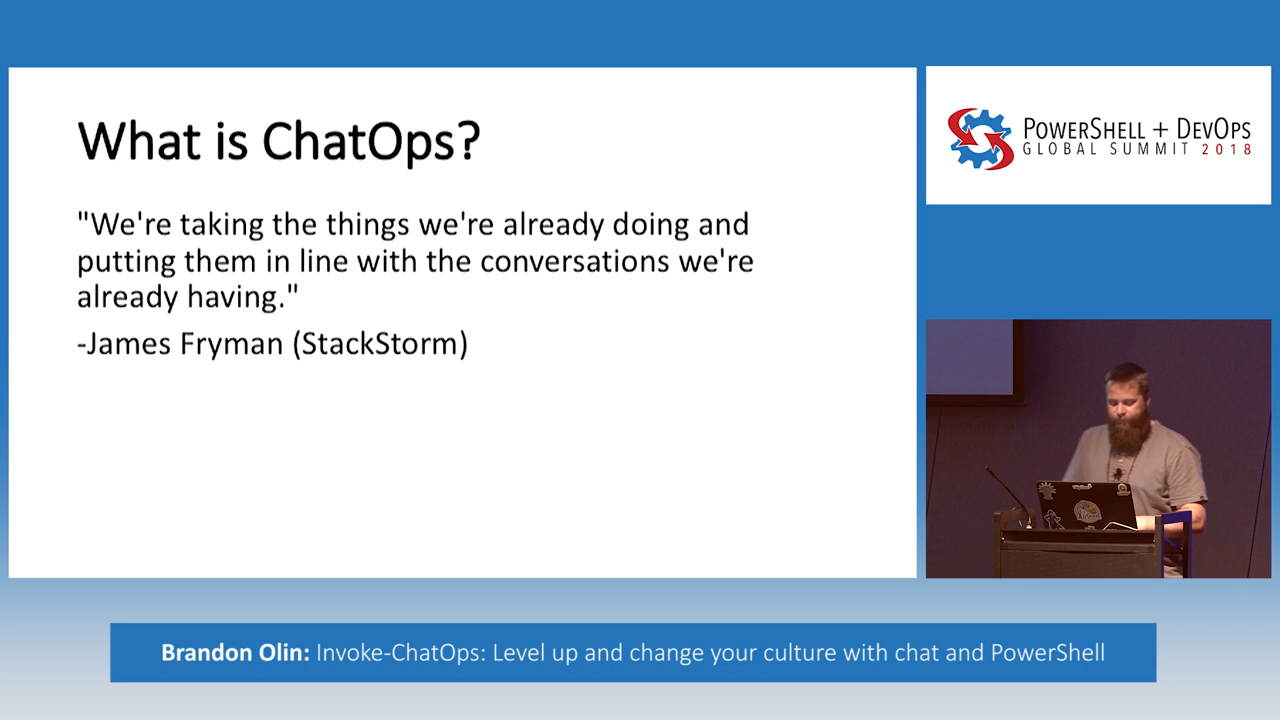 What is ChatOps?
"We're taking the things we're already doing and
putting them in line with the conversations we're
already having."
-James Fryman (StackStorm)
POWERSHELL + DEVOPS
GLOBAL SUMMIT 2018
Brandon Olin: Invoke-ChatOps: Level up and change your culture with chat and PowerShell